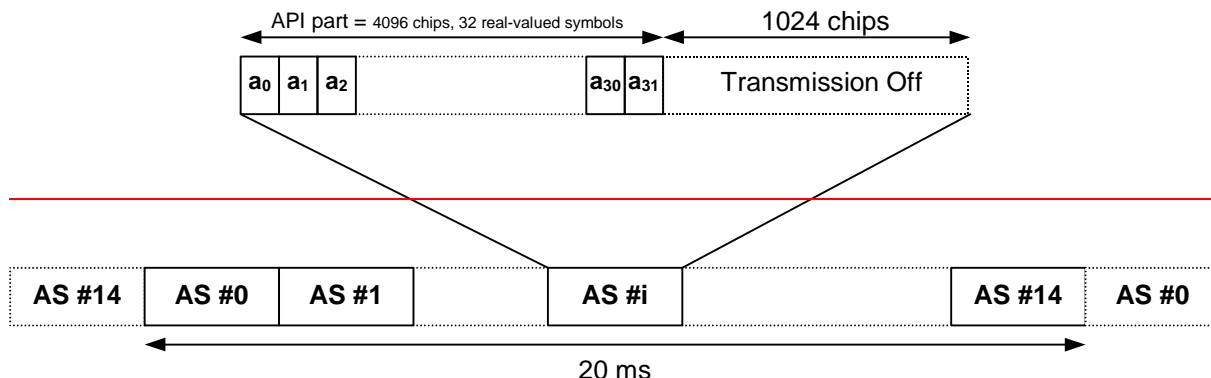 API part = 4096 chips, 32 real-valued symbols 1024 chips
a0 a1 a2 a30 a31 Transmission Off
AS #14 AS #0 AS #1 AS #i AS #14 AS #0
20 ms